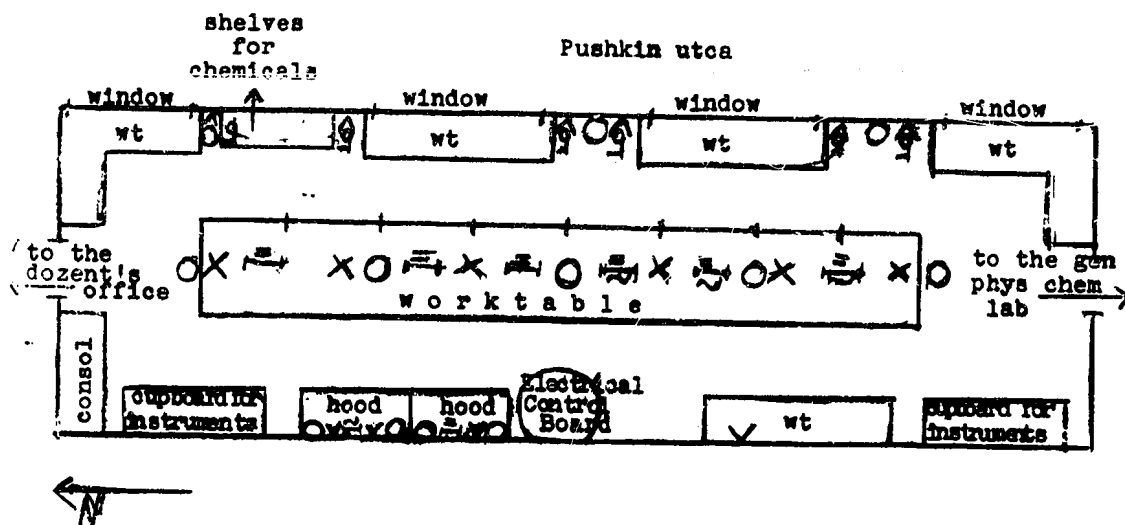 shelves
for
chemicals
Pushkin utca
window
window
window
window
wt
wt
wt
wt
to the
dozent's
office
to the gen
phys chem
lab
worktable
consol
cupboard for
instruments
hood
hood
Electrical
Control
Board
wt
cupboard for
instruments
N